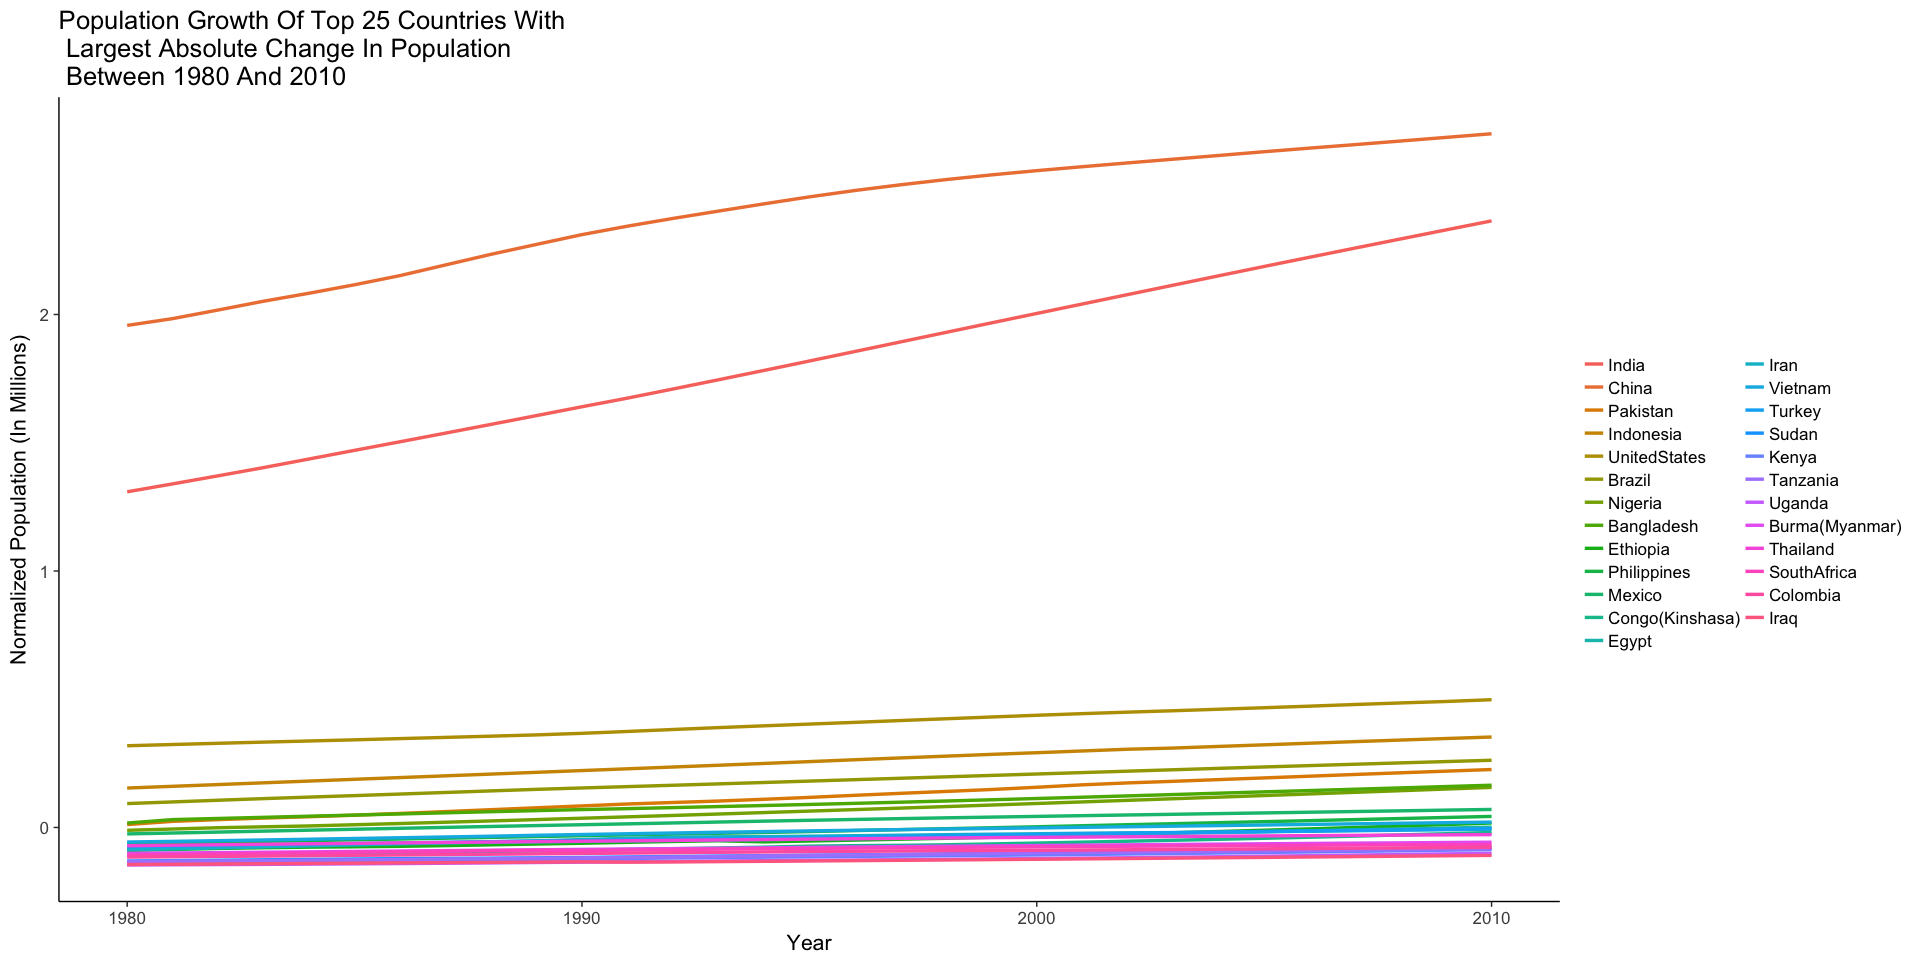 Population Growth Of Top 25 Countries With
Largest Absolute Change In Population
Between 1980 And 2010
Normalized Population (In Millions)
2
1
0
1980
1990
2000
2010
Year
India
China
Pakistan
Indonesia
UnitedStates
Brazil
Nigeria
Bangladesh
Ethiopia
Philippines
Mexico
Congo(Kinshasa)
Egypt
Iran
Vietnam
Turkey
Sudan
Kenya
Tanzania
Uganda
Burma(Myanmar)
Thailand
SouthAfrica
Colombia
Iraq